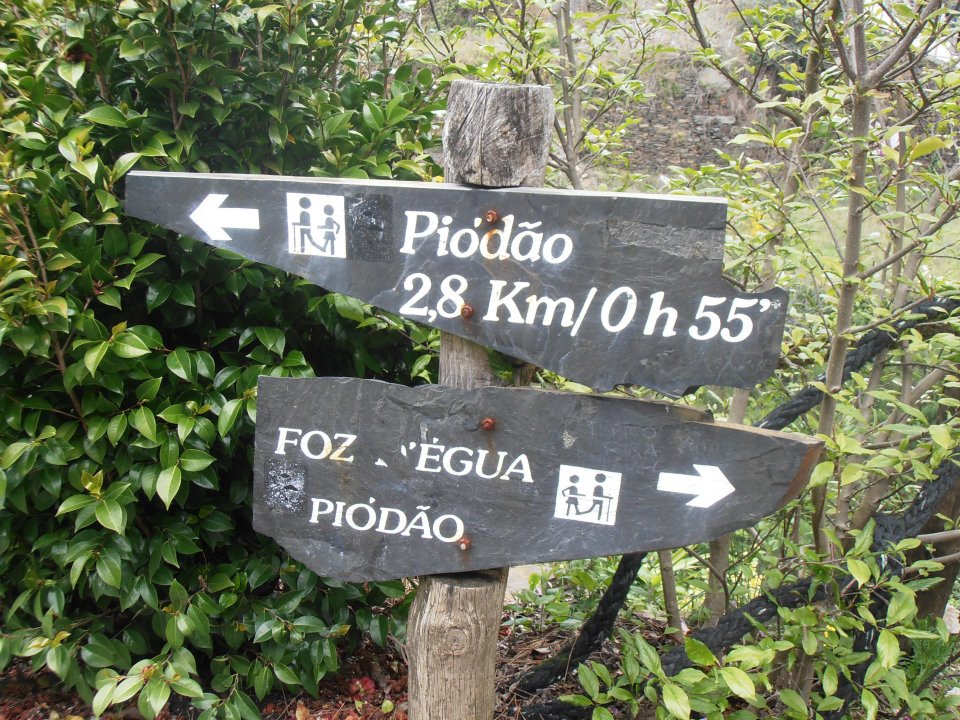 Piódão
2,8 Km/0 h 55'
FOZ 'ÉGUA
PIÓDÃO